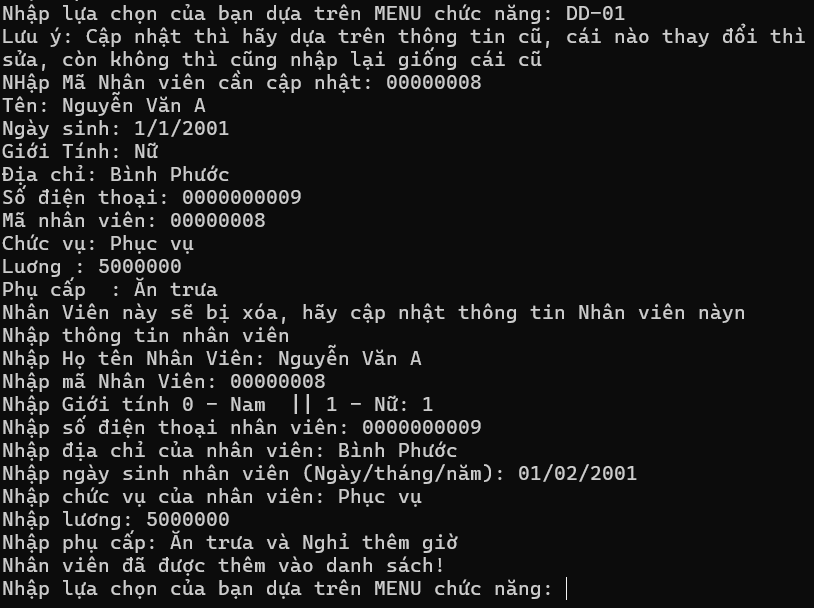 Nhập lựa chọn của bạn dựa trên MENU chức năng: DD-01
Lưu ý: Cập nhật thì hãy dựa trên thông tin cũ, cái nào thay đổi thì
sửa, còn không thì cũng nhập lại giống cái cũ
NHập Mã Nhân viên cần cập nhật: 00000008
Tên: Nguyễn Văn A
Ngày sinh: 1/1/2001
Giới Tính: Nữ
Địa chỉ: Bình Phước
Số điện thoại: 0000000009
Mã nhân viên: 00000008
Chức vụ: Phục vụ
Lương : 5000000
Phụ cấp  : Ăn trưa
Nhân Viên này sẽ bị xóa, hãy cập nhật thông tin Nhân viên nàyn
Nhập thông tin nhân viên
Nhập Họ tên Nhân Viên: Nguyễn Văn A
Nhập mã Nhân Viên: 00000008
Nhập Giới tính 0 - Nam  || 1 - Nữ: 1
Nhập số điện thoại nhân viên: 0000000009
Nhập địa chỉ của nhân viên: Bình Phước
Nhập ngày sinh nhân viên (Ngày/tháng/năm): 01/02/2001
Nhập chức vụ của nhân viên: Phục vụ
Nhập lương: 5000000
Nhập phụ cấp: Ăn trưa và Nghỉ thêm giờ
Nhân viên đã được thêm vào danh sách!
Nhập lựa chọn của bạn dựa trên MENU chức năng: